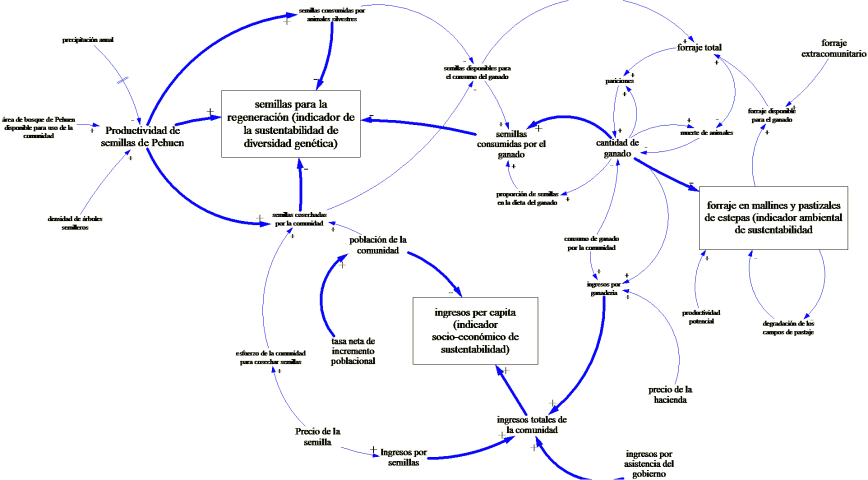 semillas consumidas por
animales silvestres
precipitación anual
forraje total
forraje
extracomunitario
semillas disponibles para
el consumo del ganado
pariciones
semillas para la
regeneración (indicador de
la sustentabilidad de
diversidad genética)
forraje disponible
para el ganado
área de bosque de Pehuen
disponible para uso de la
comunidad
Productividad de
semillas de Pehuen
semillas
consumidas por el
ganado
cantidad de
ganado
muerte de animales
proporción de semillas
en la dieta del ganado
forraje en mallines y pastizales
de estepas (indicador ambiental
de sustentabilidad
densidad de árboles
semilleros
semillas cosechadas
por la comunidad
población de la
comunidad
consumo de ganado
por la comunidad
ingresos por
ganadería
ingresos per capita
(indicador
socio-económico de
sustentabilidad)
productividad
potencial
degradación de los
campos de pastaje
tasa neta de
incremento
poblacional
esfuerzo de la comunidad
para cosechar semillas
precio de la
hacienda
Precio de la
semilla
ingresos totales de
la comunidad
Ingresos por
semillas
ingresos por
asistencia del
gobierno